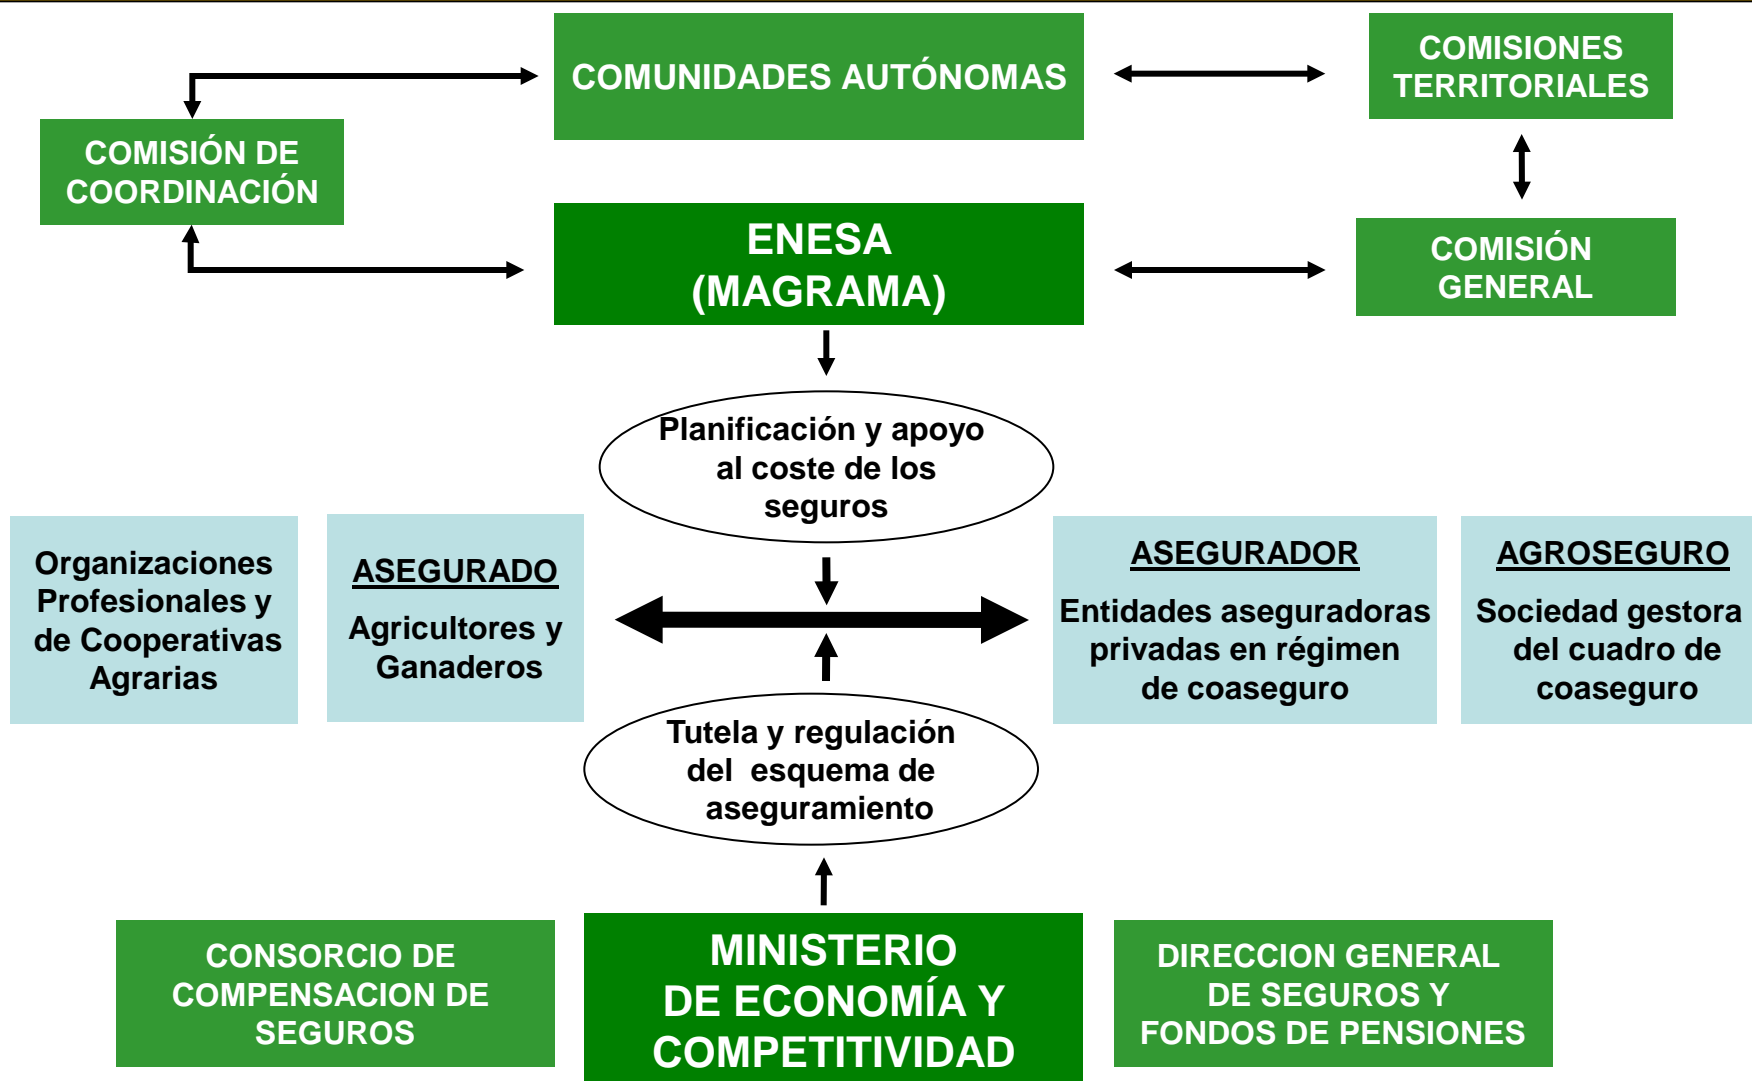 COMUNIDADES AUTÓNOMAS
COMISIONES
TERRITORIALES
COMISIÓN DE
COORDINACIÓN
ENESA
(MAGRAMA)
COMISIÓN
GENERAL
Planificación y apoyo
al coste de los
seguros
Organizaciones
Profesionales y
de Cooperativas
Agrarias
ASEGURADO
Agricultores y
Ganaderos
ASEGURADOR
Entidades aseguradoras
privadas en régimen
de coaseguro
AGROSEGURO
Sociedad gestora
del cuadro de
coaseguro
Tutela y regulación
del esquema de
aseguramiento
CONSORCIO DE
COMPENSACION DE
SEGUROS
MINISTERIO
DE ECONOMÍA Y
COMPETITIVIDAD
DIRECCION GENERAL
DE SEGUROS Y
FONDOS DE PENSIONES